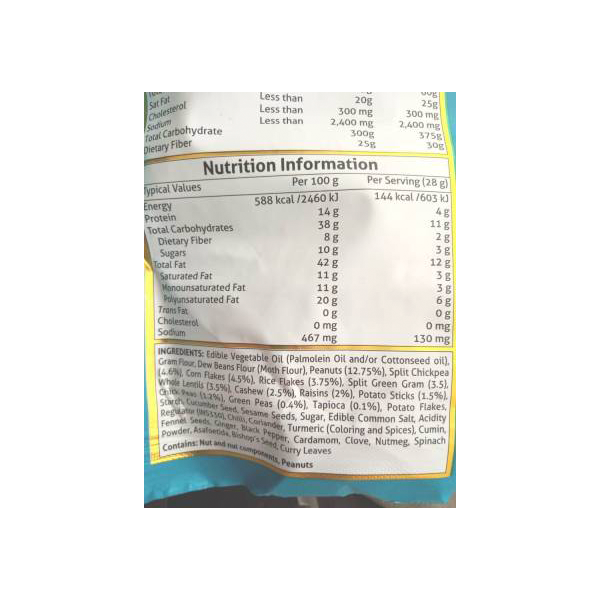 Sat Fat Less than 20g 25g
Cholesterol Less than 300 mg 300 mg
Sodium Less than 2,400 mg 2,400 mg
Total Carbohydrate 300g 375g
Dietary Fiber 25g 30g
Nutrition Information
Typical Values Per 100 g Per Serving (28 g)
Energy 588 kcal /2460 kJ 144 kcal /603 kJ
Protein 14 g 4 g
Total Carbohydrates 38 g 11 g
Dietary Fiber 8 g 2 g
Sugars 10 g 3 g
Total Fat 42 g 12 g
Saturated Fat 11 g 3 g
Monounsaturated Fat 11 g 3 g
Polyunsaturated Fat 20 g 6 g
Trans Fat 0 g 0 g
Cholesterol 0 mg 0 mg
Sodium 467 mg 130 mg
INGREDIENTS: Edible Vegetable Oil (Palmolein Oil and/or Cottonseed oil),
Gram Flour, Dew Beans Flour (Moth Flour), Peanuts (12.75%), Split Chickpea
(4.6%), Corn Flakes (4.5%), Rice Flakes (3.75%), Split Green Gram (3.5),
Whole Lentils (3.5%), Cashew (2.5%), Raisins (2%), Potato Sticks (1.5%),
Chick Peas (1.2%), Green Peas (0.4%), Tapioca (0.1%), Potato Flakes,
Starch, Cucumber Seed, Sesame Seeds, Sugar, Edible Common Salt, Acidity
Regulator (INS330), Chilli, Coriander, Turmeric (Coloring and Spices), Cumin,
Fennel Seeds, Ginger, Black Pepper, Cardamom, Clove, Nutmeg, Spinach
Powder, Asafoetida, Bishop's Seed, Curry Leaves
Contains: Nut and nut components, Peanuts